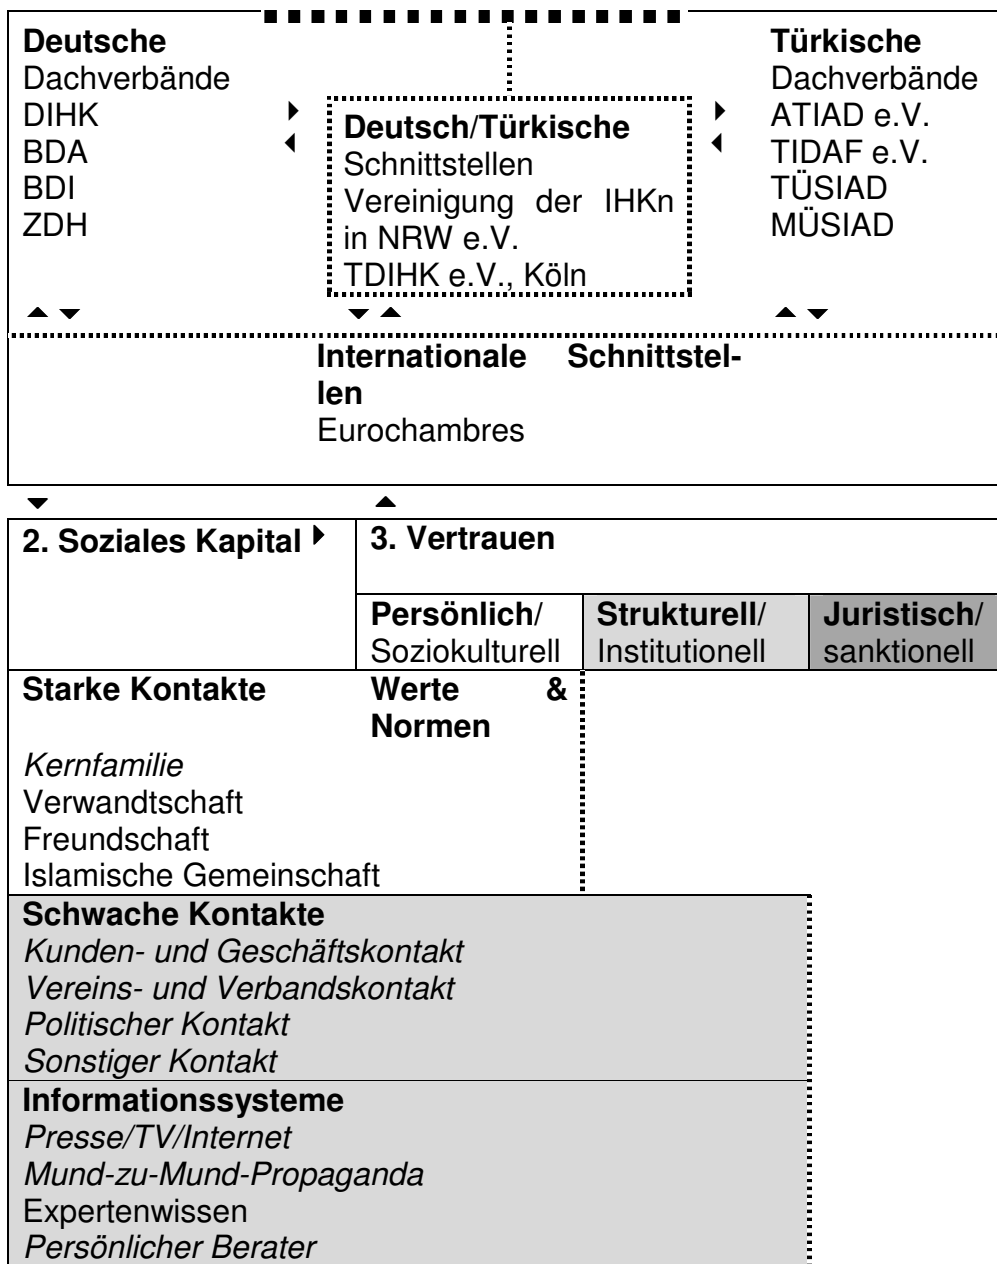 Deutsche
Dachverbände
DIHK
BDA
BDI
ZDH
Deutsch/Türkische
Schnittstellen
Vereinigung der IHKn
in NRW e.V.
TDIHK e.V., Köln
Türkische
Dachverbände
ATIAD e.V.
TIDAF e.V.
TÜSIAD
MÜSIAD
Internationale Schnittstel-
len
Eurochambres
2. Soziales Kapital
3. Vertrauen
Persönlich/
Soziokulturell
Strukturell/
Institutionell
Juristisch/
sanktionell
Starke Kontakte
Werte &
Normen
Kernfamilie
Verwandtschaft
Freundschaft
Islamische Gemeinschaft
Schwache Kontakte
Kunden- und Geschäftskontakt
Vereins- und Verbandskontakt
Politischer Kontakt
Sonstiger Kontakt
Informationssysteme
Presse/TV/Internet
Mund-zu-Mund-Propaganda
Expertenwissen
Persönlicher Berater